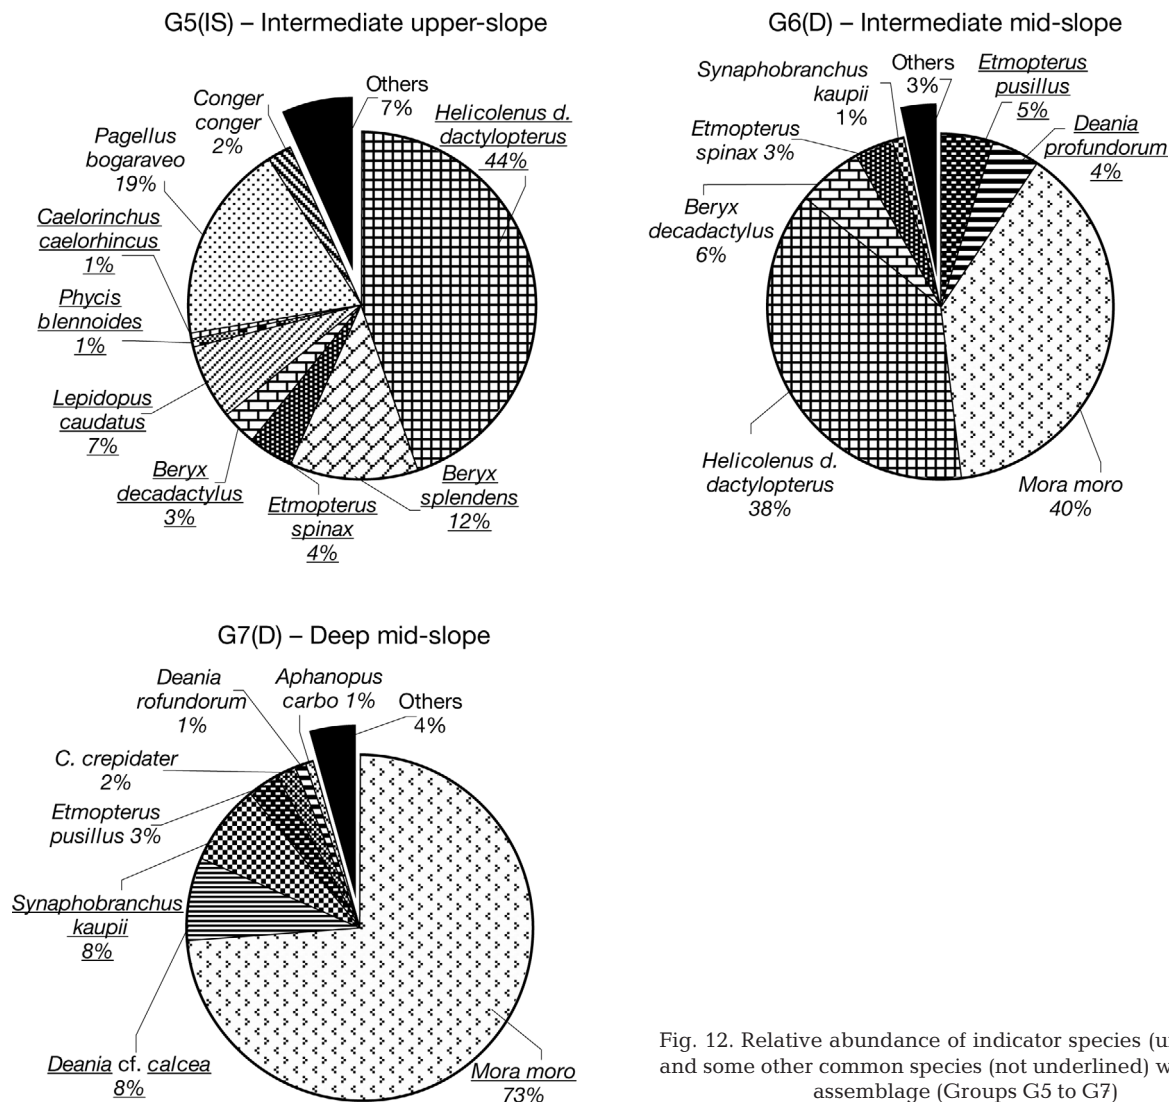 G5(IS) – Intermediate upper-slope
Others
7%
Helicolenus d.
dactylopterus
44%
Conger
conger
2%
Pagellus
bogaraveo
19%
Caelorinchus
caelorhincus
1%
Phycis
blennoides
1%
Lepidopus
caudatus
7%
Beryx
decadactylus
3%
Etmopterus
spinax
4%
Beryx
splendens
12%
G6(D) – Intermediate mid-slope
Synaphobranchus
kaupii
1%
Others
3%
Etmopterus
pusillus
5%
Deania
profundorum
4%
Etmopterus
spinax 3%
Beryx
decadactylus
6%
Helicolenus d.
dactylopterus
38%
Mora moro
40%
G7(D) – Deep mid-slope
Deania
rofundorum
1%
Aphanopus
carbo 1%
Others
4%
C. crepidater
2%
Etmopterus
pusillus 3%
Synaphobranchus
kaupii
8%
Deania cf. calcea
8%
Mora moro
73%
Fig. 12. Relative abundance of indicator species
and some other common species (not underlined)
assemblage (Groups G5 to G7)